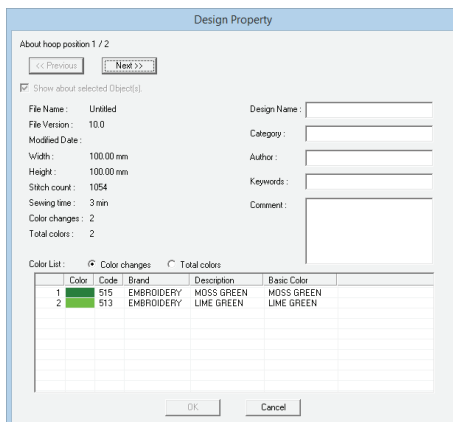 Design Property
About hoop position 1 / 2
<< Previous
Next >>
Show about selected Object(s).
File Name : Untitled
File Version : 10.0
Modified Date :
Width : 100.00 mm
Height : 100.00 mm
Stitch count : 1054
Sewing time : 3 min
Color changes : 2
Total colors : 2
Design Name :
Category :
Author :
Keywords :
Comment :
Color List : Color changes Total colors
Color Code Brand Description Basic Color
1 515 EMBROIDERY MOSS GREEN MOSS GREEN
2 513 EMBROIDERY LIME GREEN LIME GREEN
OK Cancel